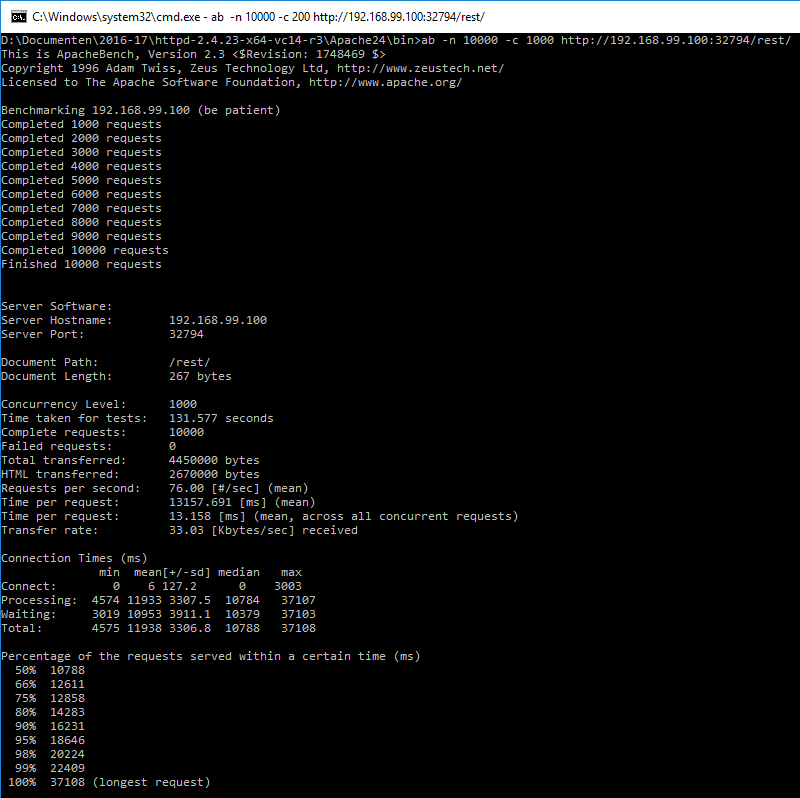 C:\Windows\system32\cmd.exe - ab -n 10000 -c 200 http://192.168.99.100:32794/rest/
D:\Documenten\2016-17\httpd-2.4.23-x64-vc14-r3\Apache24\bin>ab -n 10000 -c 1000 http://192.168.99.100:32794/rest/
This is ApacheBench, Version 2.3 <$Revision: 1748469 $>
Copyright 1996 Adam Twiss, Zeus Technology Ltd, http://www.zeustech.net/
Licensed to The Apache Software Foundation, http://www.apache.org/
Benchmarking 192.168.99.100 (be patient)
Completed 1000 requests
Completed 2000 requests
Completed 3000 requests
Completed 4000 requests
Completed 5000 requests
Completed 6000 requests
Completed 7000 requests
Completed 8000 requests
Completed 9000 requests
Completed 10000 requests
Finished 10000 requests
Server Software:
Server Hostname: 192.168.99.100
Server Port: 32794
Document Path: /rest/
Document Length: 267 bytes
Concurrency Level: 1000
Time taken for tests: 131.577 seconds
Complete requests: 10000
Failed requests: 0
Total transferred: 4450000 bytes
HTML transferred: 2670000 bytes
Requests per second: 76.00 [#/sec] (mean)
Time per request: 13157.691 [ms] (mean)
Time per request: 13.158 [ms] (mean, across all concurrent requests)
Transfer rate: 33.03 [Kbytes/sec] received
Connection Times (ms)
min mean[+/-sd] median max
Connect: 0 6 127.2 0 3003
Processing: 4574 11933 3307.5 10784 37107
Waiting: 3019 10953 3911.1 10379 37103
Total: 4575 11938 3306.8 10788 37108
Percentage of the requests served within a certain time (ms)
50% 10788
66% 12611
75% 12858
80% 14283
90% 16231
95% 18646
98% 20224
99% 22409
100% 37108 (longest request)